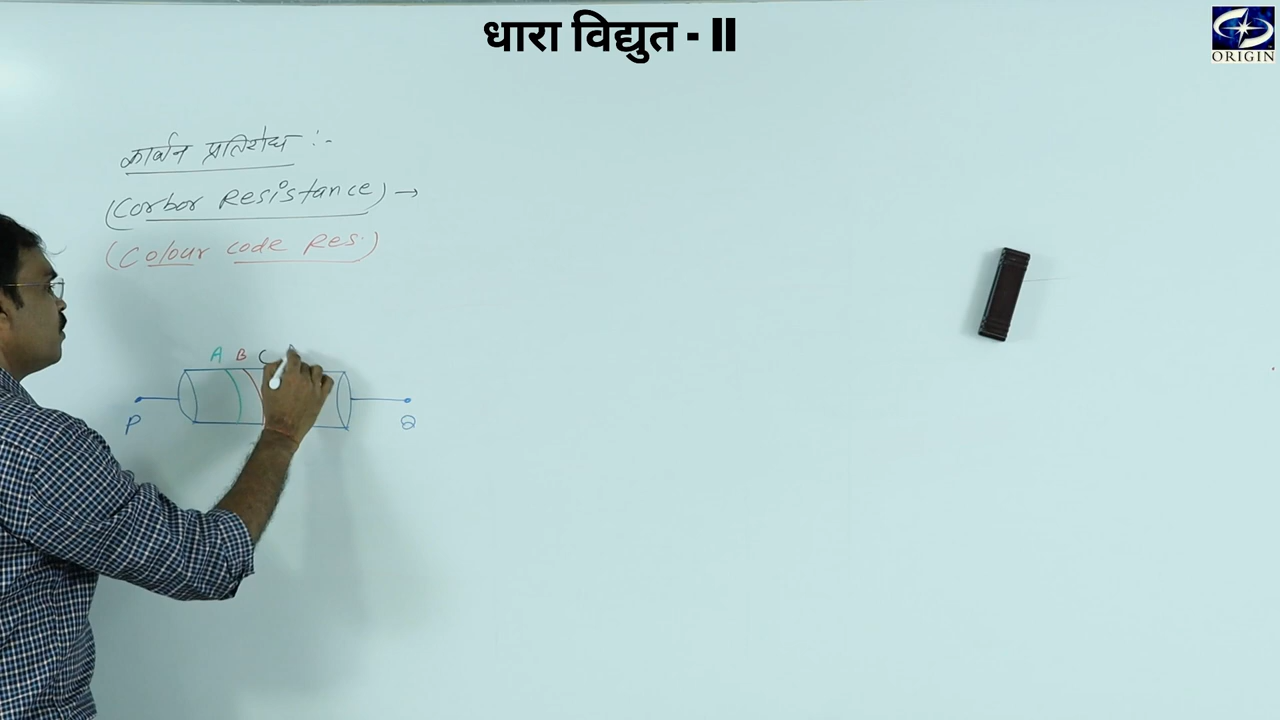 धारा विद्युत - II
ORIGIN
कार्बन प्रतिरोध :-
(Corbor Resistance) →
(Colour code Res.)
A B C
P Q